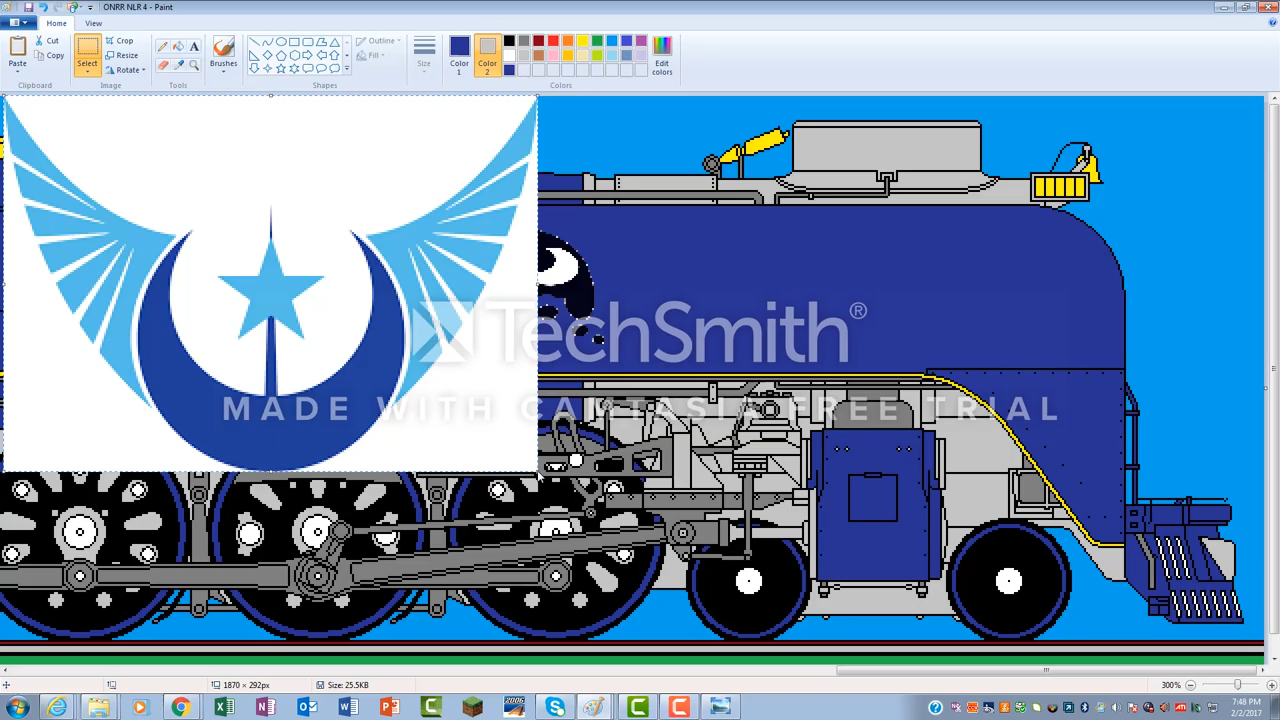 ONRR NLR 4 - Paint
Home View
Paste
Cut
Copy
Select
Crop
Resize
Rotate
Brushes
Outline
Fill
Size
Color 1
Color 2
Edit colors
Clipboard Image Tools Shapes Colors
TechSmith®
MADE WITH CAMTASIA FREE TRIAL
1870 × 292px
Size: 25.5KB
300%
2006
7:48 PM
2/2/2017